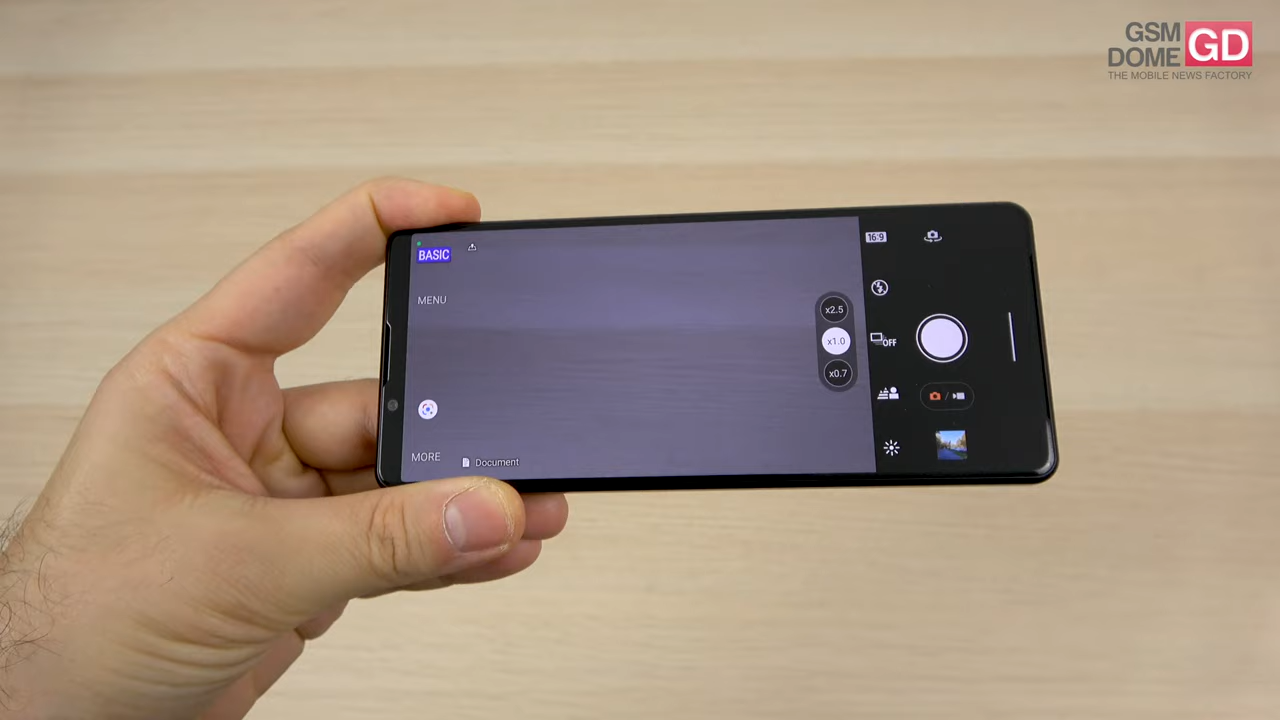 GSM
DOME
GD
THE MOBILE NEWS FACTORY
BASIC
MENU
MORE
Document
x2.5
x1.0
x0.7
16:9
OFF